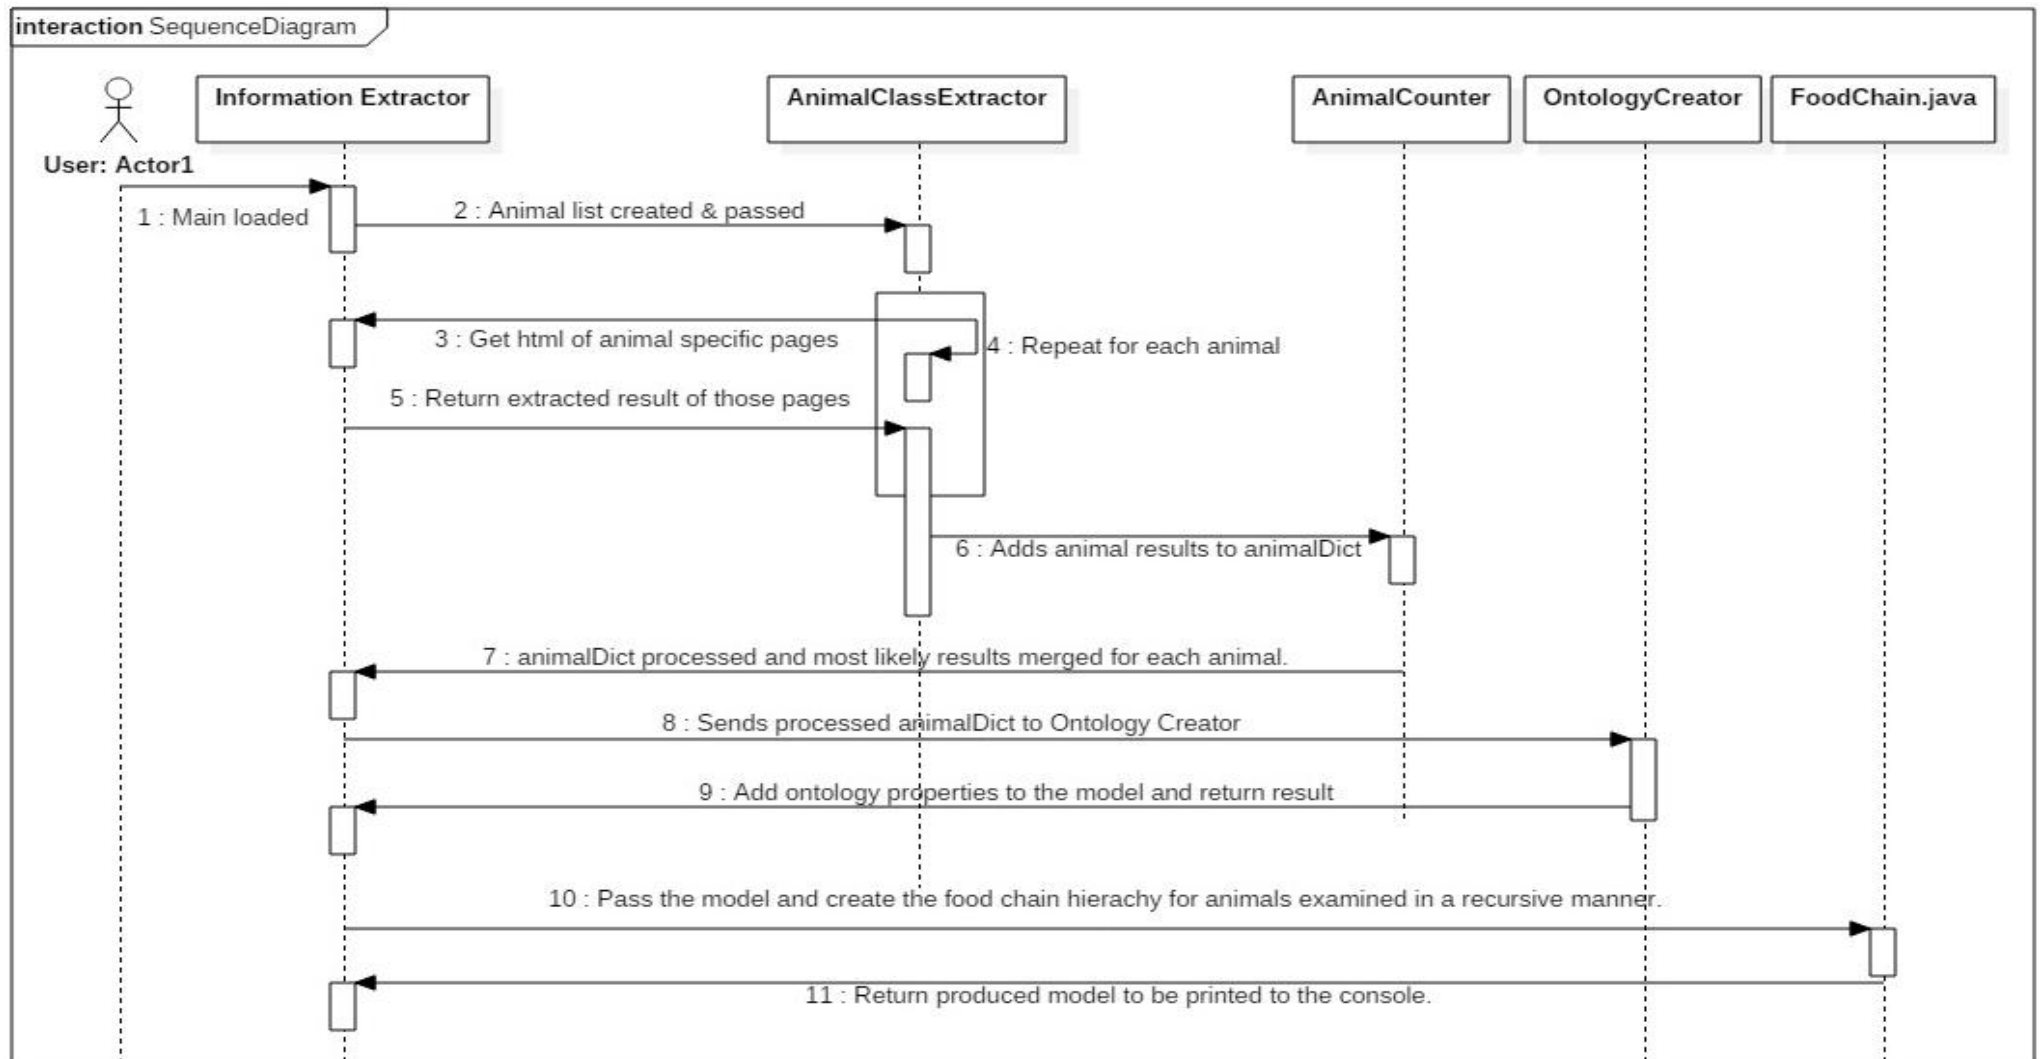 interaction SequenceDiagram
Information Extractor
AnimalClassExtractor
AnimalCounter
OntologyCreator
FoodChain.java
User: Actor1
1 : Main loaded
2 : Animal list created & passed
3 : Get html of animal specific pages
4 : Repeat for each animal
5 : Return extracted result of those pages
6 : Adds animal results to animalDict
7 : animalDict processed and most likely results merged for each animal.
8 : Sends processed animalDict to Ontology Creator
9 : Add ontology properties to the model and return result
10 : Pass the model and create the food chain hierachy for animals examined in a recursive manner.
11 : Return produced model to be printed to the console.